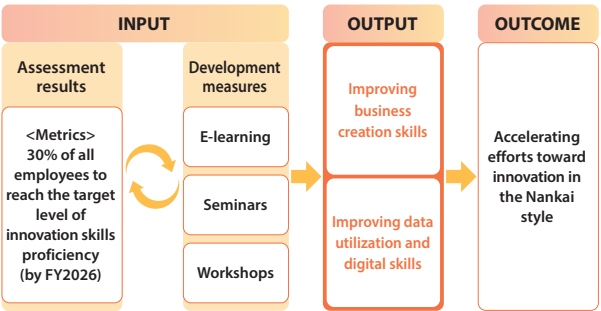 INPUT
OUTPUT
OUTCOME
Assessment
results
<Metrics>
30% of all
employees to
reach the target
level of
innovation skills
proficiency
(by FY2026)
Development
measures
E-learning
Seminars
Workshops
Improving
business
creation skills
Improving data
utilization and
digital skills
Accelerating
efforts toward
innovation in
the Nankai
style